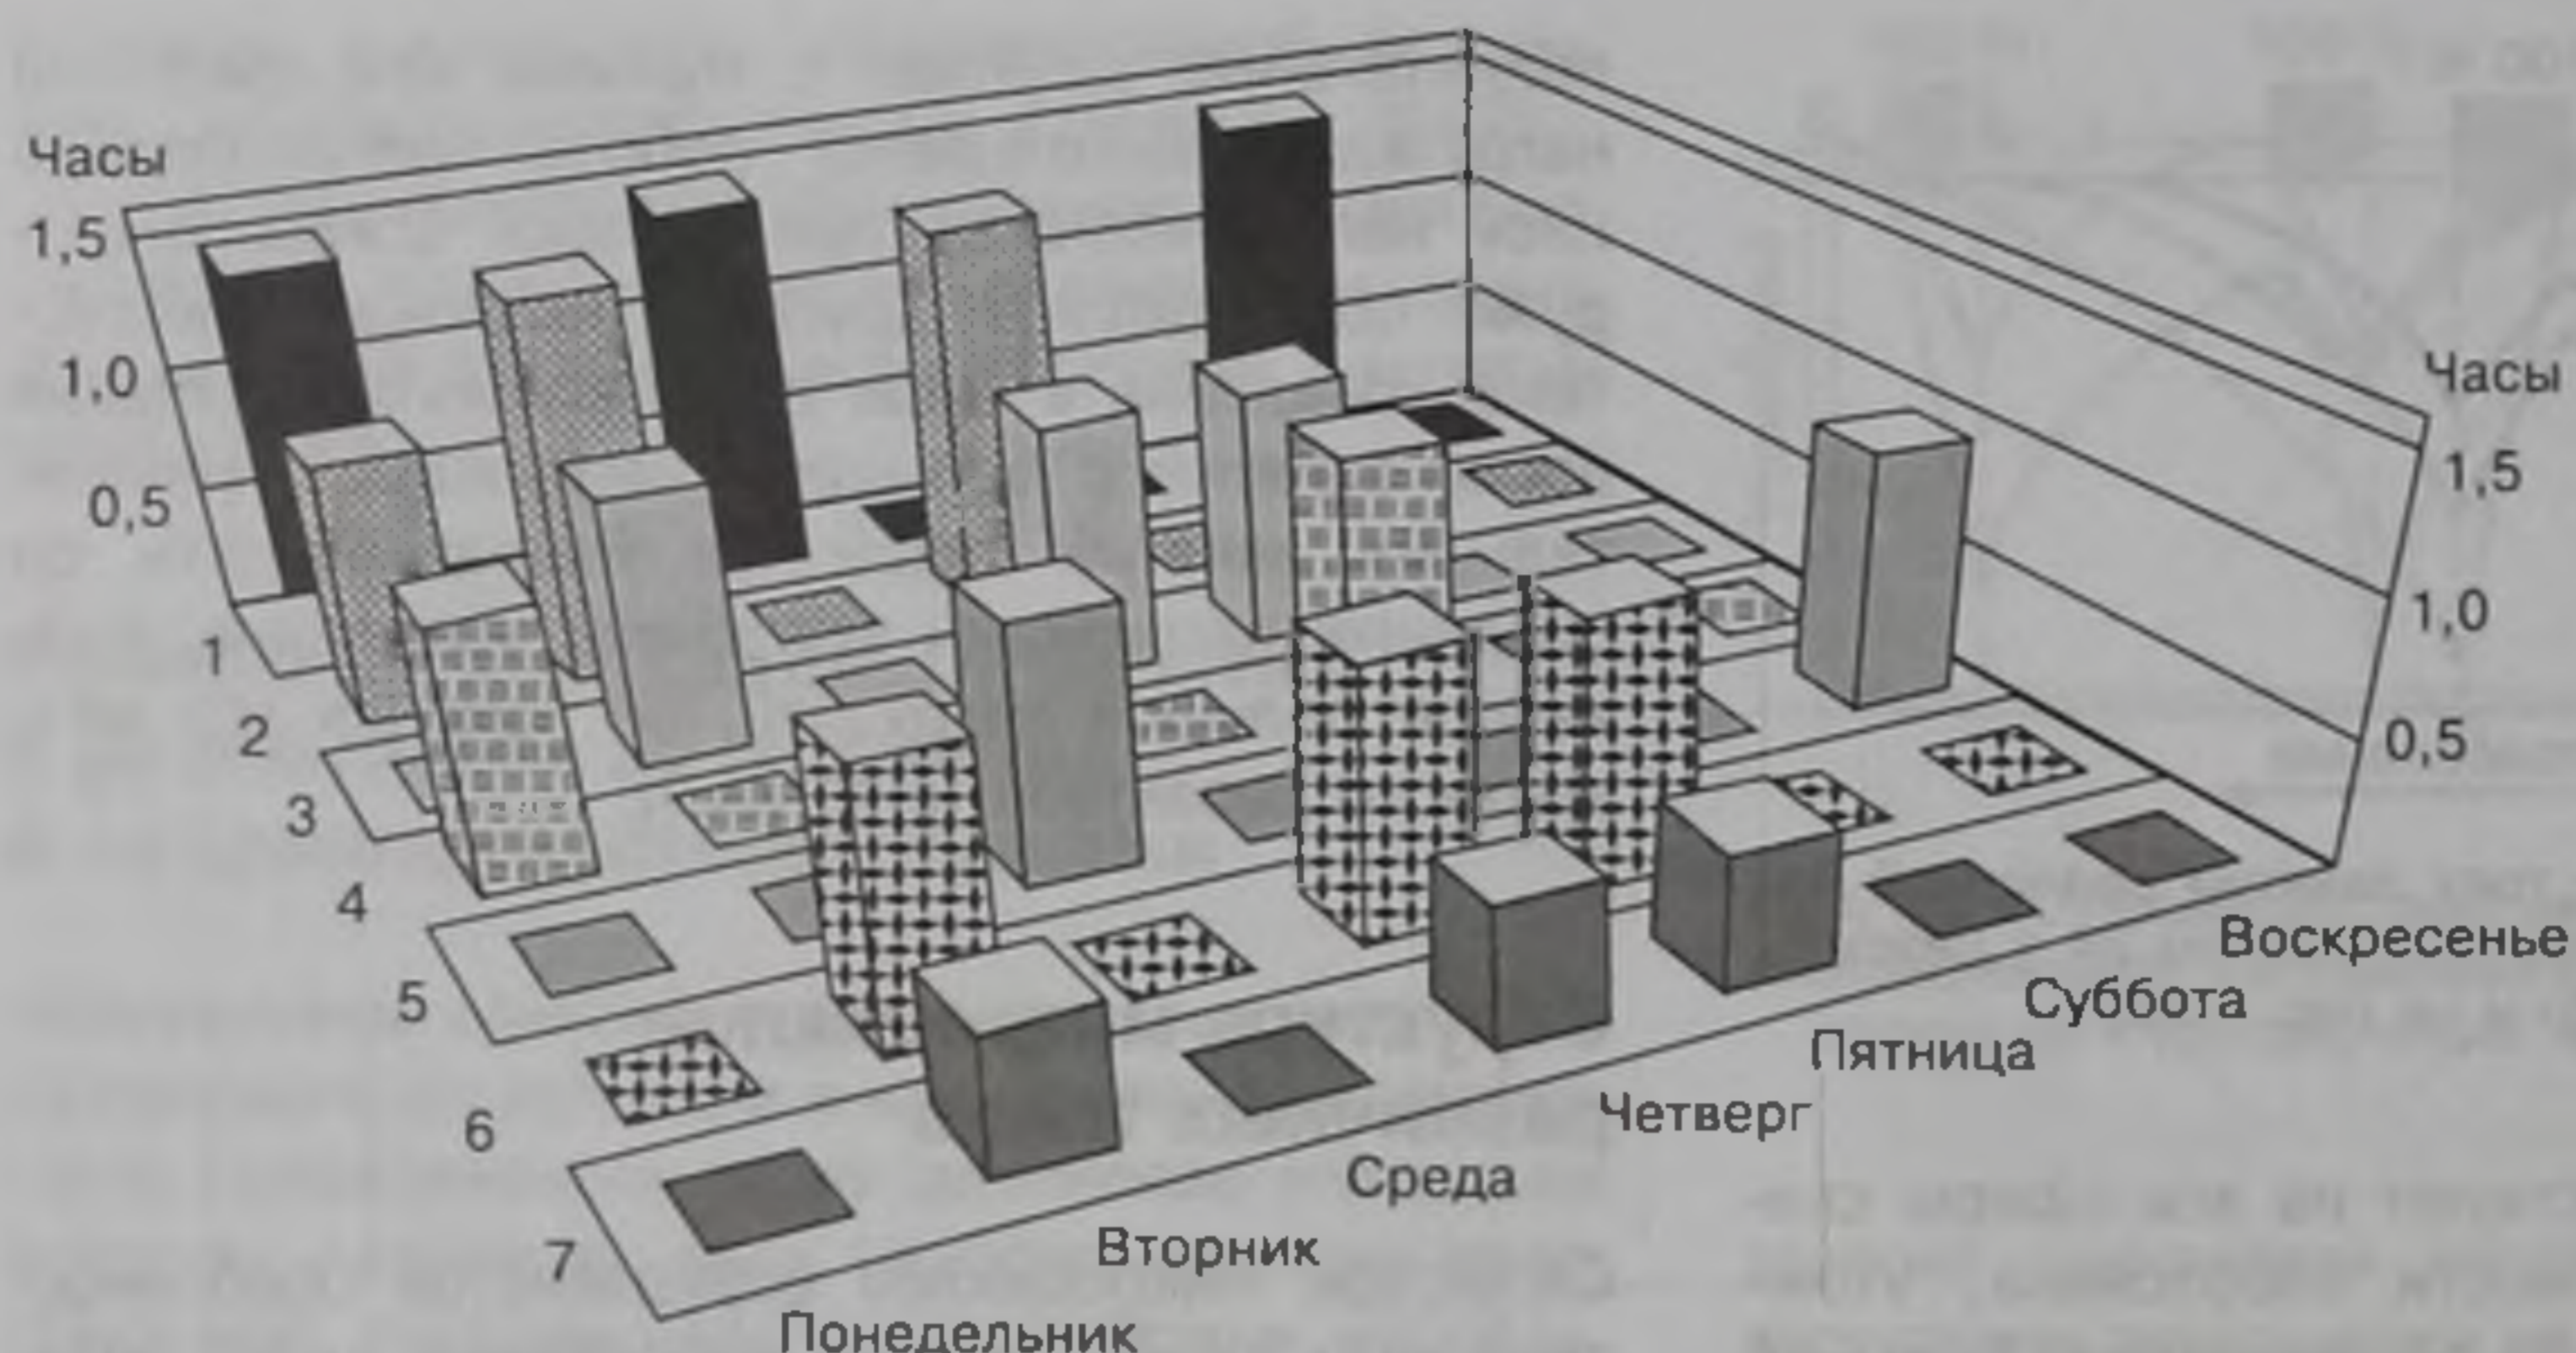 Часы
1,5
1,0
0,5
1
2
3
4
5
6
7
Часы
1,5
1,0
0,5
Воскресенье
Суббота
Пятница
Четверг
Среда
Вторник
Понедельник